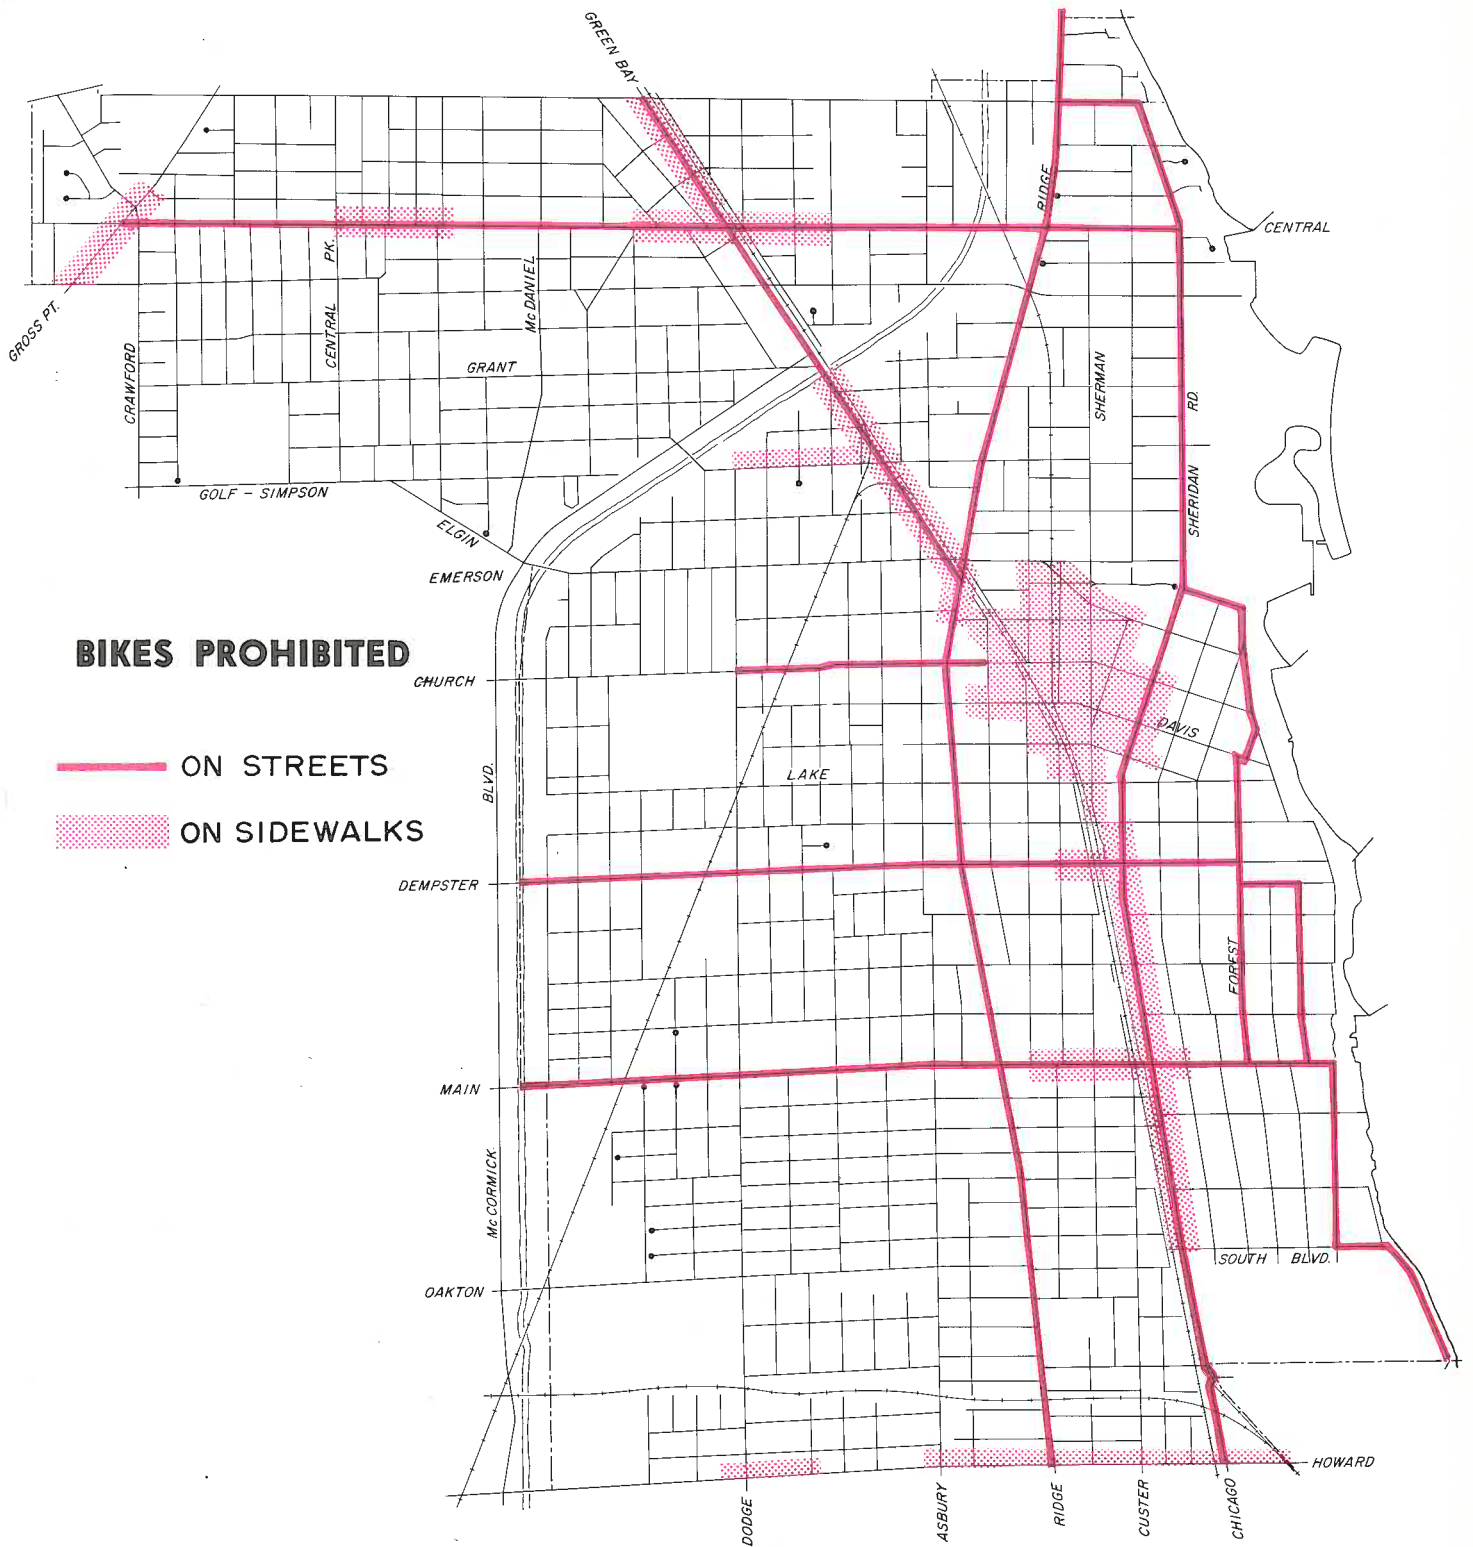 GREEN BAY
RIDGE
CENTRAL
GROSS PT.
CRAWFORD
CENTRAL PK.
McDANIEL
GRANT
SHERMAN
SHERIDAN RD.
GOLF - SIMPSON
ELGIN
EMERSON
BIKES PROHIBITED
CHURCH
DAVIS
ON STREETS
LAKE
ON SIDEWALKS
DEMPSTER
FOREST
MAIN
McCORMICK BLVD.
SOUTH BLVD.
OAKTON
HOWARD
DODGE
ASBURY
RIDGE
CUSTER
CHICAGO